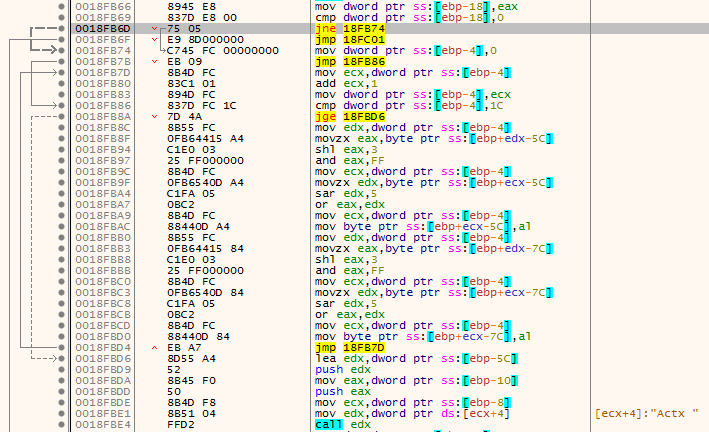 0018FB66 8945 E8 mov dword ptr ss:[ebp-18],eax
0018FB69 837D E8 00 cmp dword ptr ss:[ebp-18],0
0018FB6D 75 05 jne 18FB74
0018FB6F E9 8D000000 jmp 18FC01
0018FB74 C745 FC 00000000 mov dword ptr ss:[ebp-4],0
0018FB7B EB 09 jmp 18FB86
0018FB7D 8B4D FC mov ecx,dword ptr ss:[ebp-4]
0018FB80 83C1 01 add ecx,1
0018FB83 894D FC mov dword ptr ss:[ebp-4],ecx
0018FB86 837D FC 1C cmp dword ptr ss:[ebp-4],1C
0018FB8A 7D 4A jge 18FBD6
0018FB8C 8B55 FC mov edx,dword ptr ss:[ebp-4]
0018FB8F 0FB64415 A4 movzx eax,byte ptr ss:[ebp+edx-5C]
0018FB94 C1E0 03 shl eax,3
0018FB97 25 FF000000 and eax,FF
0018FB9C 8B4D FC mov ecx,dword ptr ss:[ebp-4]
0018FB9F 0FB6540D A4 movzx edx,byte ptr ss:[ebp+ecx-5C]
0018FBA4 C1FA 05 sar edx,5
0018FBA7 0BC2 or eax,edx
0018FBA9 8B4D FC mov ecx,dword ptr ss:[ebp-4]
0018FBAC 88440D A4 mov byte ptr ss:[ebp+ecx-5C],al
0018FBB0 8B55 FC mov edx,dword ptr ss:[ebp-4]
0018FBB3 0FB64415 84 movzx eax,byte ptr ss:[ebp+edx-7C]
0018FBB8 C1E0 03 shl eax,3
0018FBBB 25 FF000000 and eax,FF
0018FBC0 8B4D FC mov ecx,dword ptr ss:[ebp-4]
0018FBC3 0FB6540D 84 movzx edx,byte ptr ss:[ebp+ecx-7C]
0018FBC8 C1FA 05 sar edx,5
0018FBCB 0BC2 or eax,edx
0018FBCD 8B4D FC mov ecx,dword ptr ss:[ebp-4]
0018FBD0 88440D 84 mov byte ptr ss:[ebp+ecx-7C],al
0018FBD4 EB A7 jmp 18FB7D
0018FBD6 8D55 A4 lea edx,dword ptr ss:[ebp-5C]
0018FBD9 52 push edx
0018FBDA 8B45 F0 mov eax,dword ptr ss:[ebp-10]
0018FBDD 50 push eax
0018FBDE 8B4D F8 mov ecx,dword ptr ss:[ebp-8]
0018FBE1 8B51 04 mov edx,dword ptr ds:[ecx+4] [ecx+4]:"Actx "
0018FBE4 FFD2 call edx